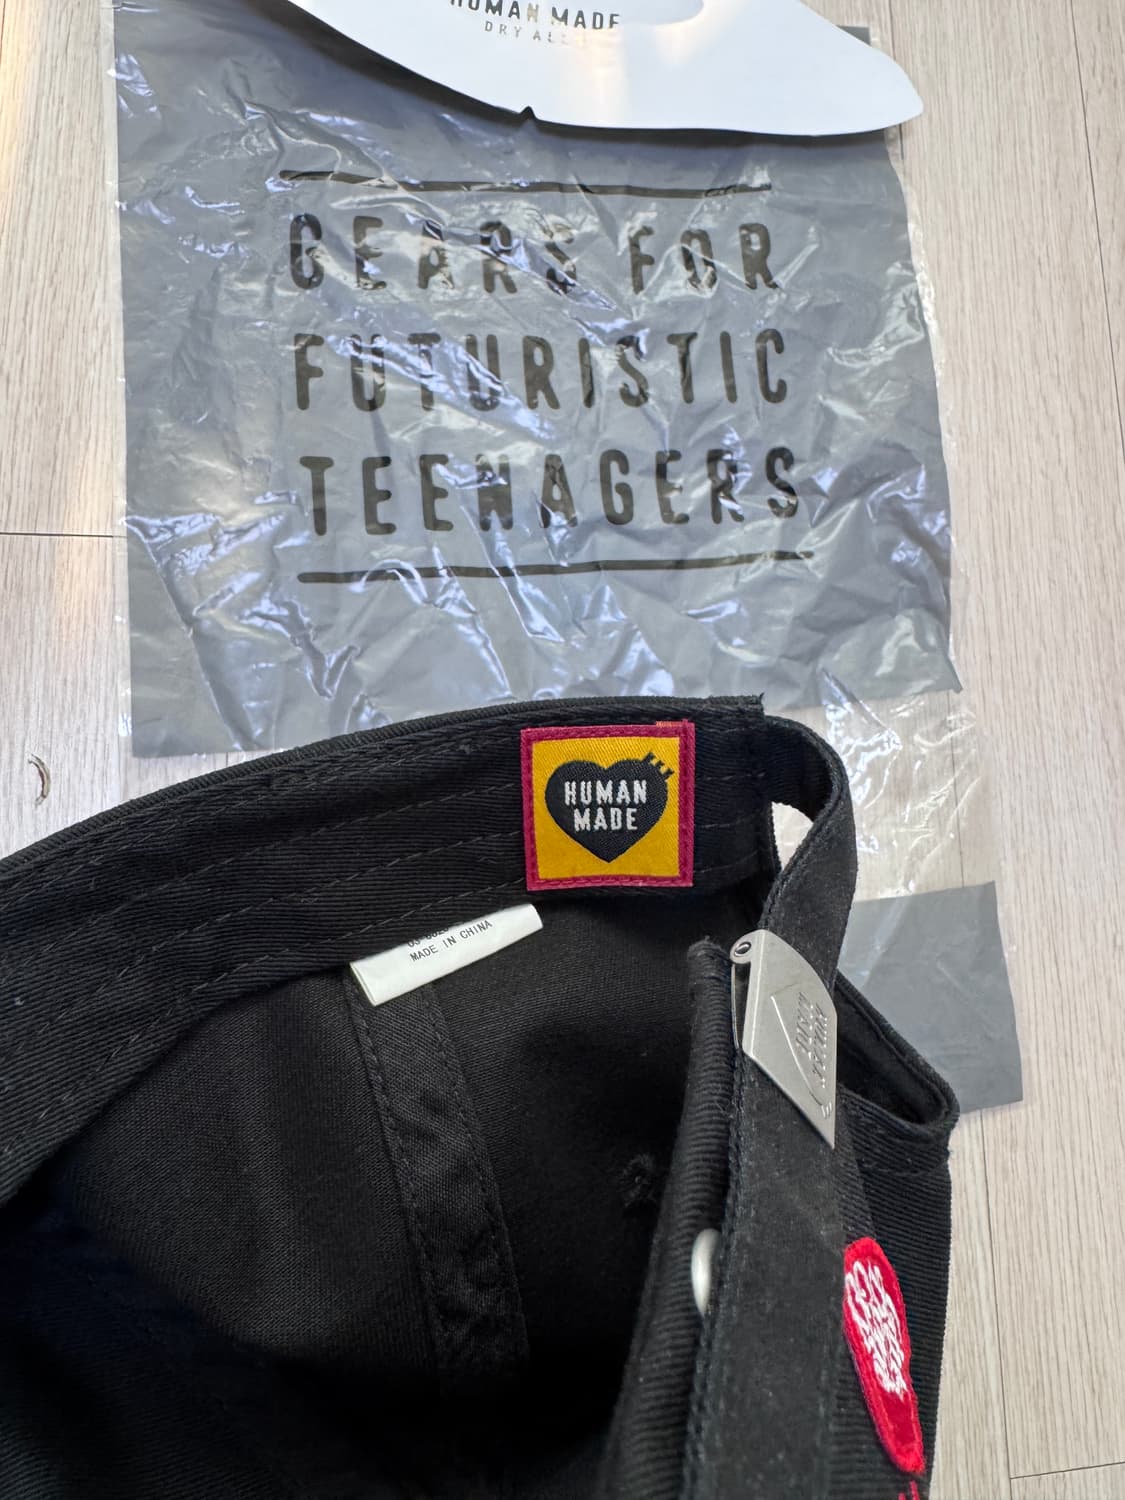 HUMAN MADE
DRY ALL
GEARS FOR
FUTURISTIC
TEENAGERS
HUMAN
MADE
MADE IN CHINA